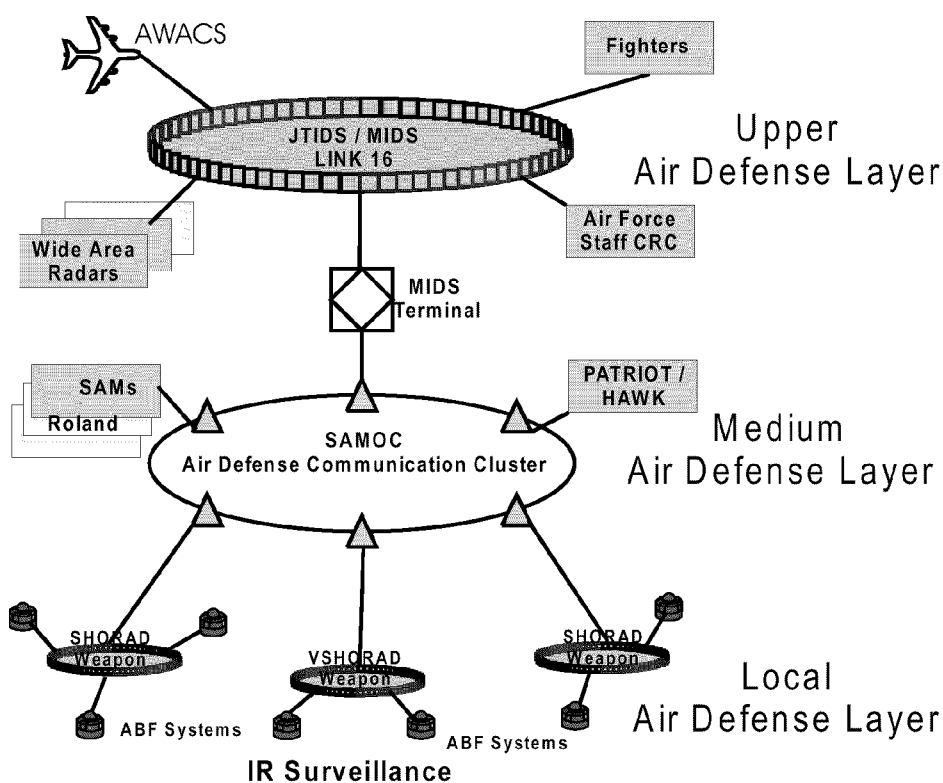 AWACS
Fighters
JTIDS / MIDS
LINK 16
Upper
Air Defense Layer
Wide Area
Radars
Air Force
Staff CRC
MIDS
Terminal
SAMs
Roland
PATRIOT /
HAWK
SAMOC
Air Defense Communication Cluster
Medium
Air Defense Layer
SHORAD
Weapon
VSHORAD
Weapon
SHORAD
Weapon
Local
Air Defense Layer
ABF Systems
ABF Systems
IR Surveillance